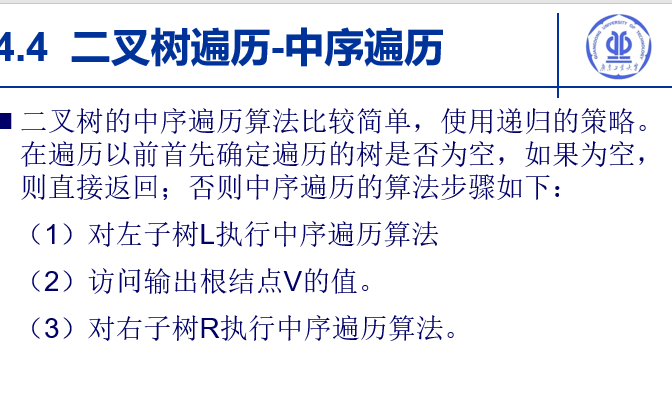 4.4 二叉树遍历-中序遍历
二叉树的中序遍历算法比较简单，使用递归的策略。
在遍历以前首先确定遍历的树是否为空，如果为空，
则直接返回；否则中序遍历的算法步骤如下：
（1）对左子树L执行中序遍历算法
（2）访问输出根结点V的值。
（3）对右子树R执行中序遍历算法。